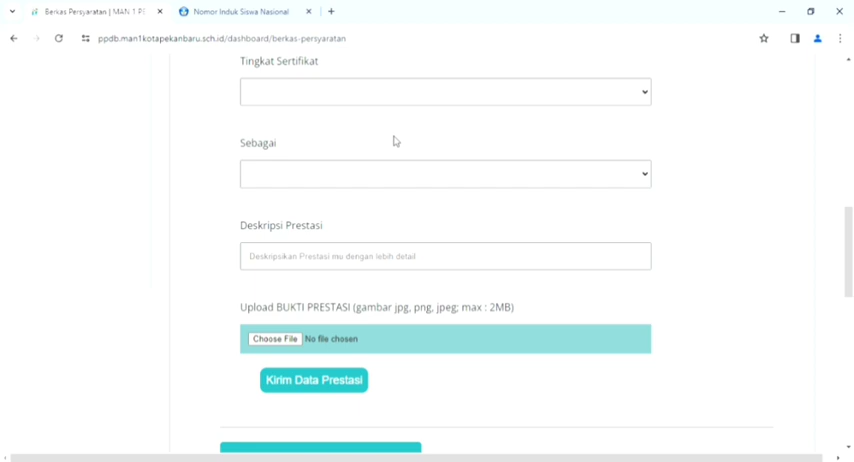 Berkas Persyaratan | MAN 1 P
Nomor Induk Siswa Nasional
ppdb.man1kotapekanbaru.sch.id/dashboard/berkas-persyaratan
Tingkat Sertifikat
Sebagai
Deskripsi Prestasi
Deskripsikan Prestasi mu dengan lebih detail
Upload BUKTI PRESTASI (gambar jpg, png, jpeg; max : 2MB)
Choose File No file chosen
Kirim Data Prestasi